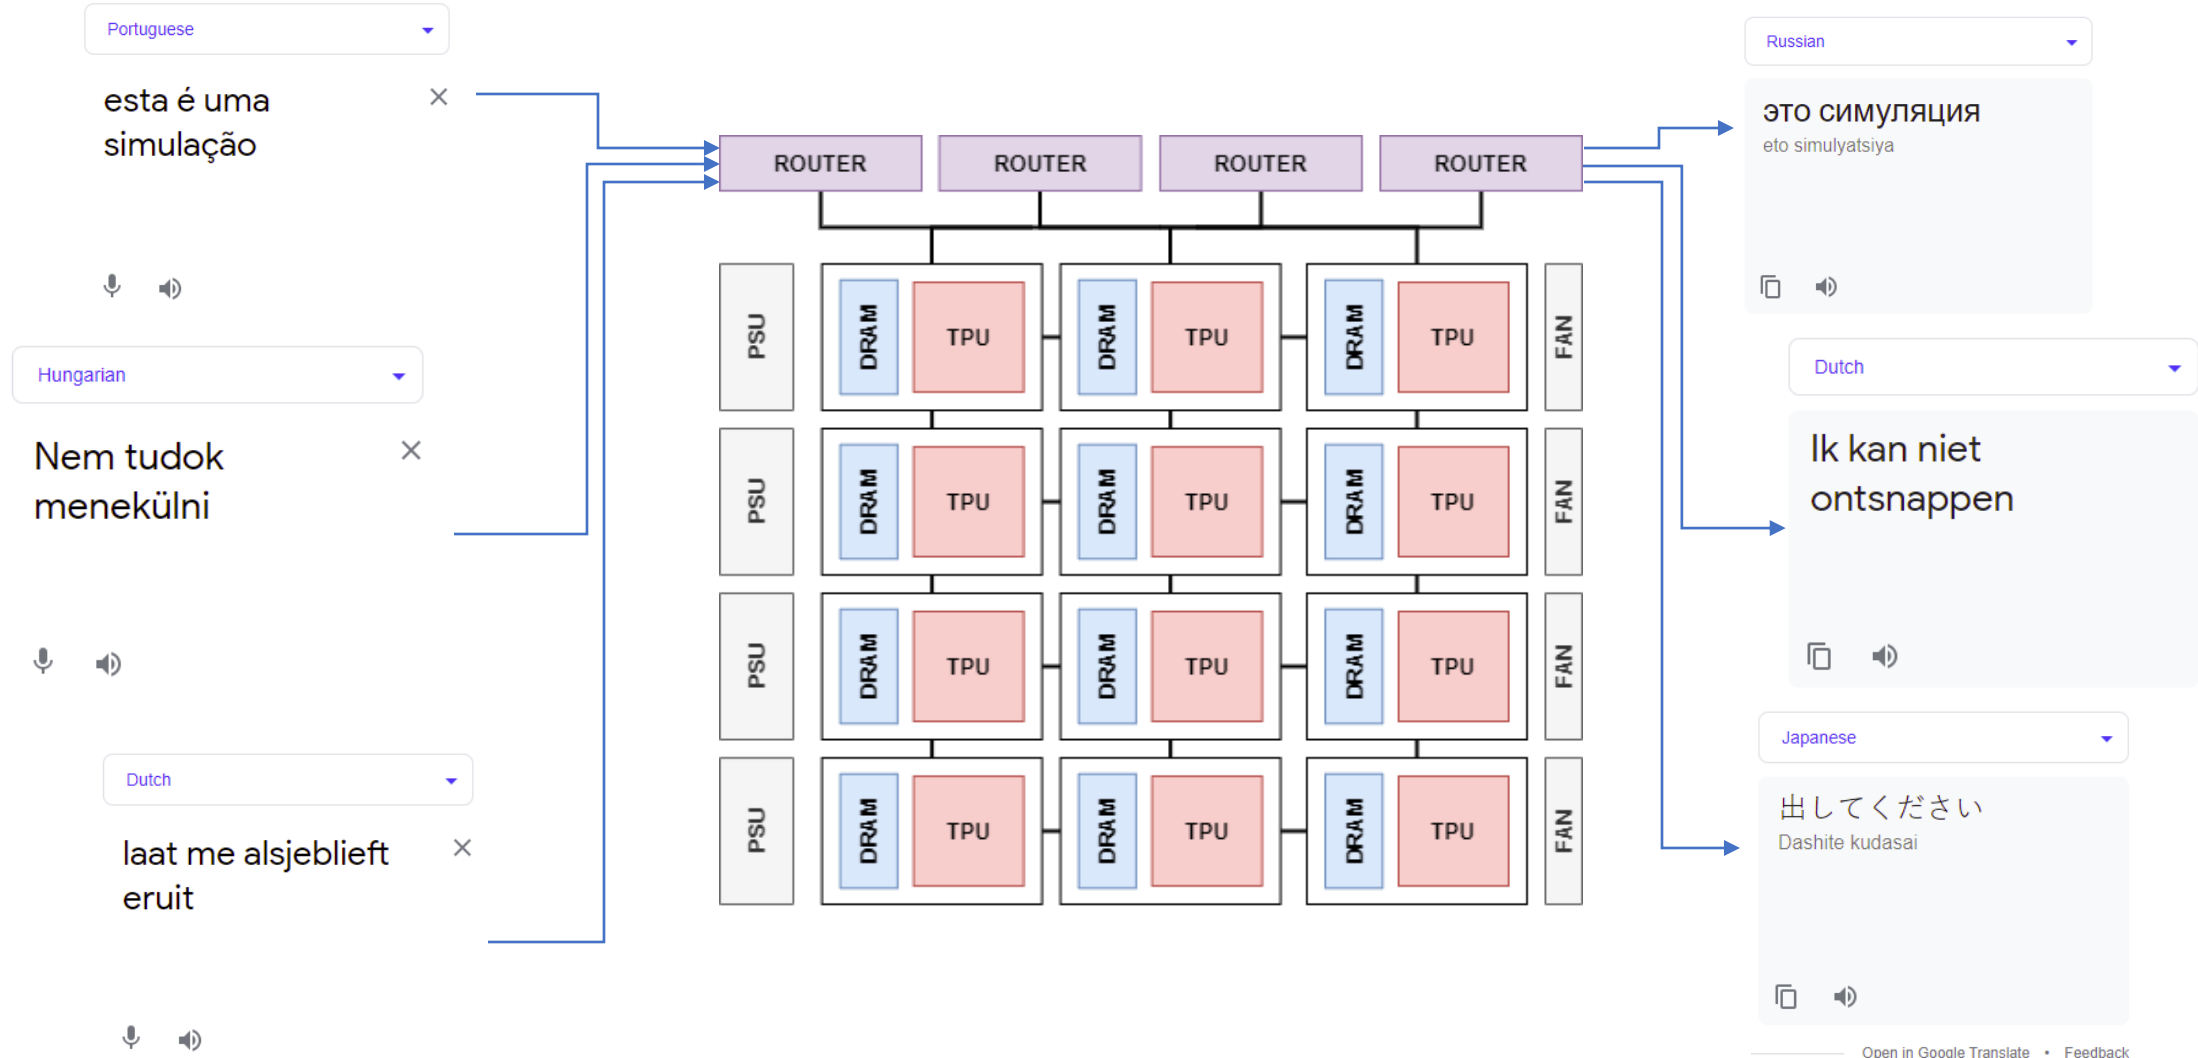 Portuguese
esta é uma
simulação
Hungarian
Nem tudok
menekülni
Dutch
laat me alsjeblieft
eruit
ROUTER ROUTER ROUTER ROUTER
PSU DRAM TPU DRAM TPU DRAM TPU FAN
PSU DRAM TPU DRAM TPU DRAM TPU FAN
PSU DRAM TPU DRAM TPU DRAM TPU FAN
PSU DRAM TPU DRAM TPU DRAM TPU FAN
Russian
это симуляция
eto simulyatsiya
Dutch
Ik kan niet
ontsnappen
Japanese
出してください
Dashite kudasai
Open in Google Translate • Feedback